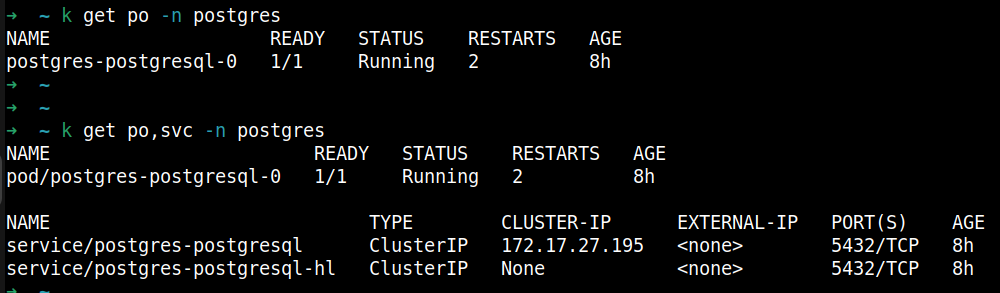 ➜  ~ k get po -n postgres
NAME                    READY   STATUS    RESTARTS   AGE
postgres-postgresql-0   1/1     Running   2          8h
➜  ~
➜  ~
➜  ~ k get po,svc -n postgres
NAME                        READY   STATUS    RESTARTS   AGE
pod/postgres-postgresql-0   1/1     Running   2          8h

NAME                             TYPE        CLUSTER-IP      EXTERNAL-IP   PORT(S)    AGE
service/postgres-postgresql      ClusterIP   172.17.27.195   <none>        5432/TCP   8h
service/postgres-postgresql-hl   ClusterIP   None            <none>        5432/TCP   8h
➜  ~